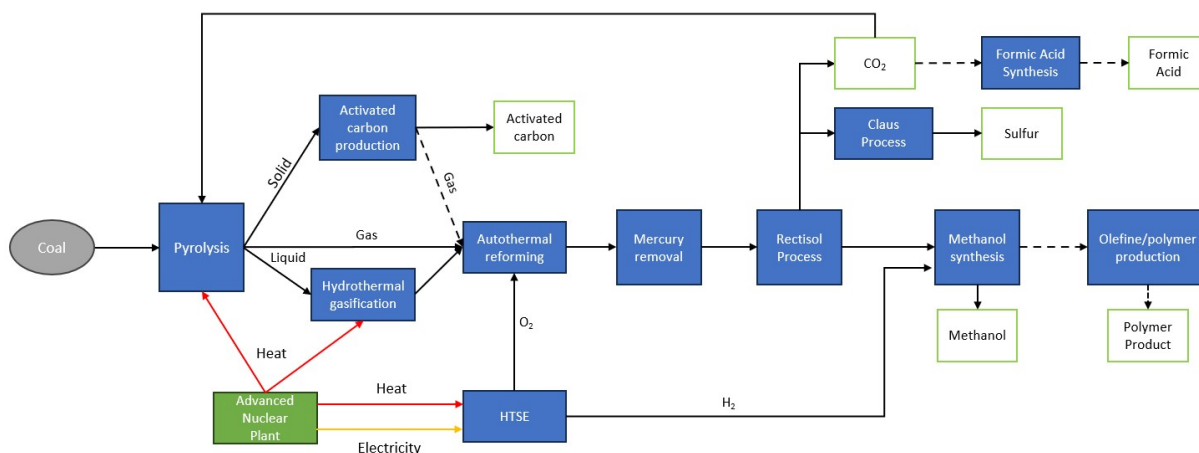 CO₂
Formic Acid
Synthesis
Formic
Acid
Activated
carbon
production
Activated
carbon
Claus
Process
Sulfur
Solid
Gas
Coal
Pyrolysis
Gas
Liquid
Hydrothermal
gasification
Autothermal
reforming
Mercury
removal
Rectisol
Process
Methanol
synthesis
Olefine/polymer
production
O₂
Methanol
Polymer
Product
Heat
Advanced
Nuclear
Plant
Heat
Electricity
HTSE
H₂